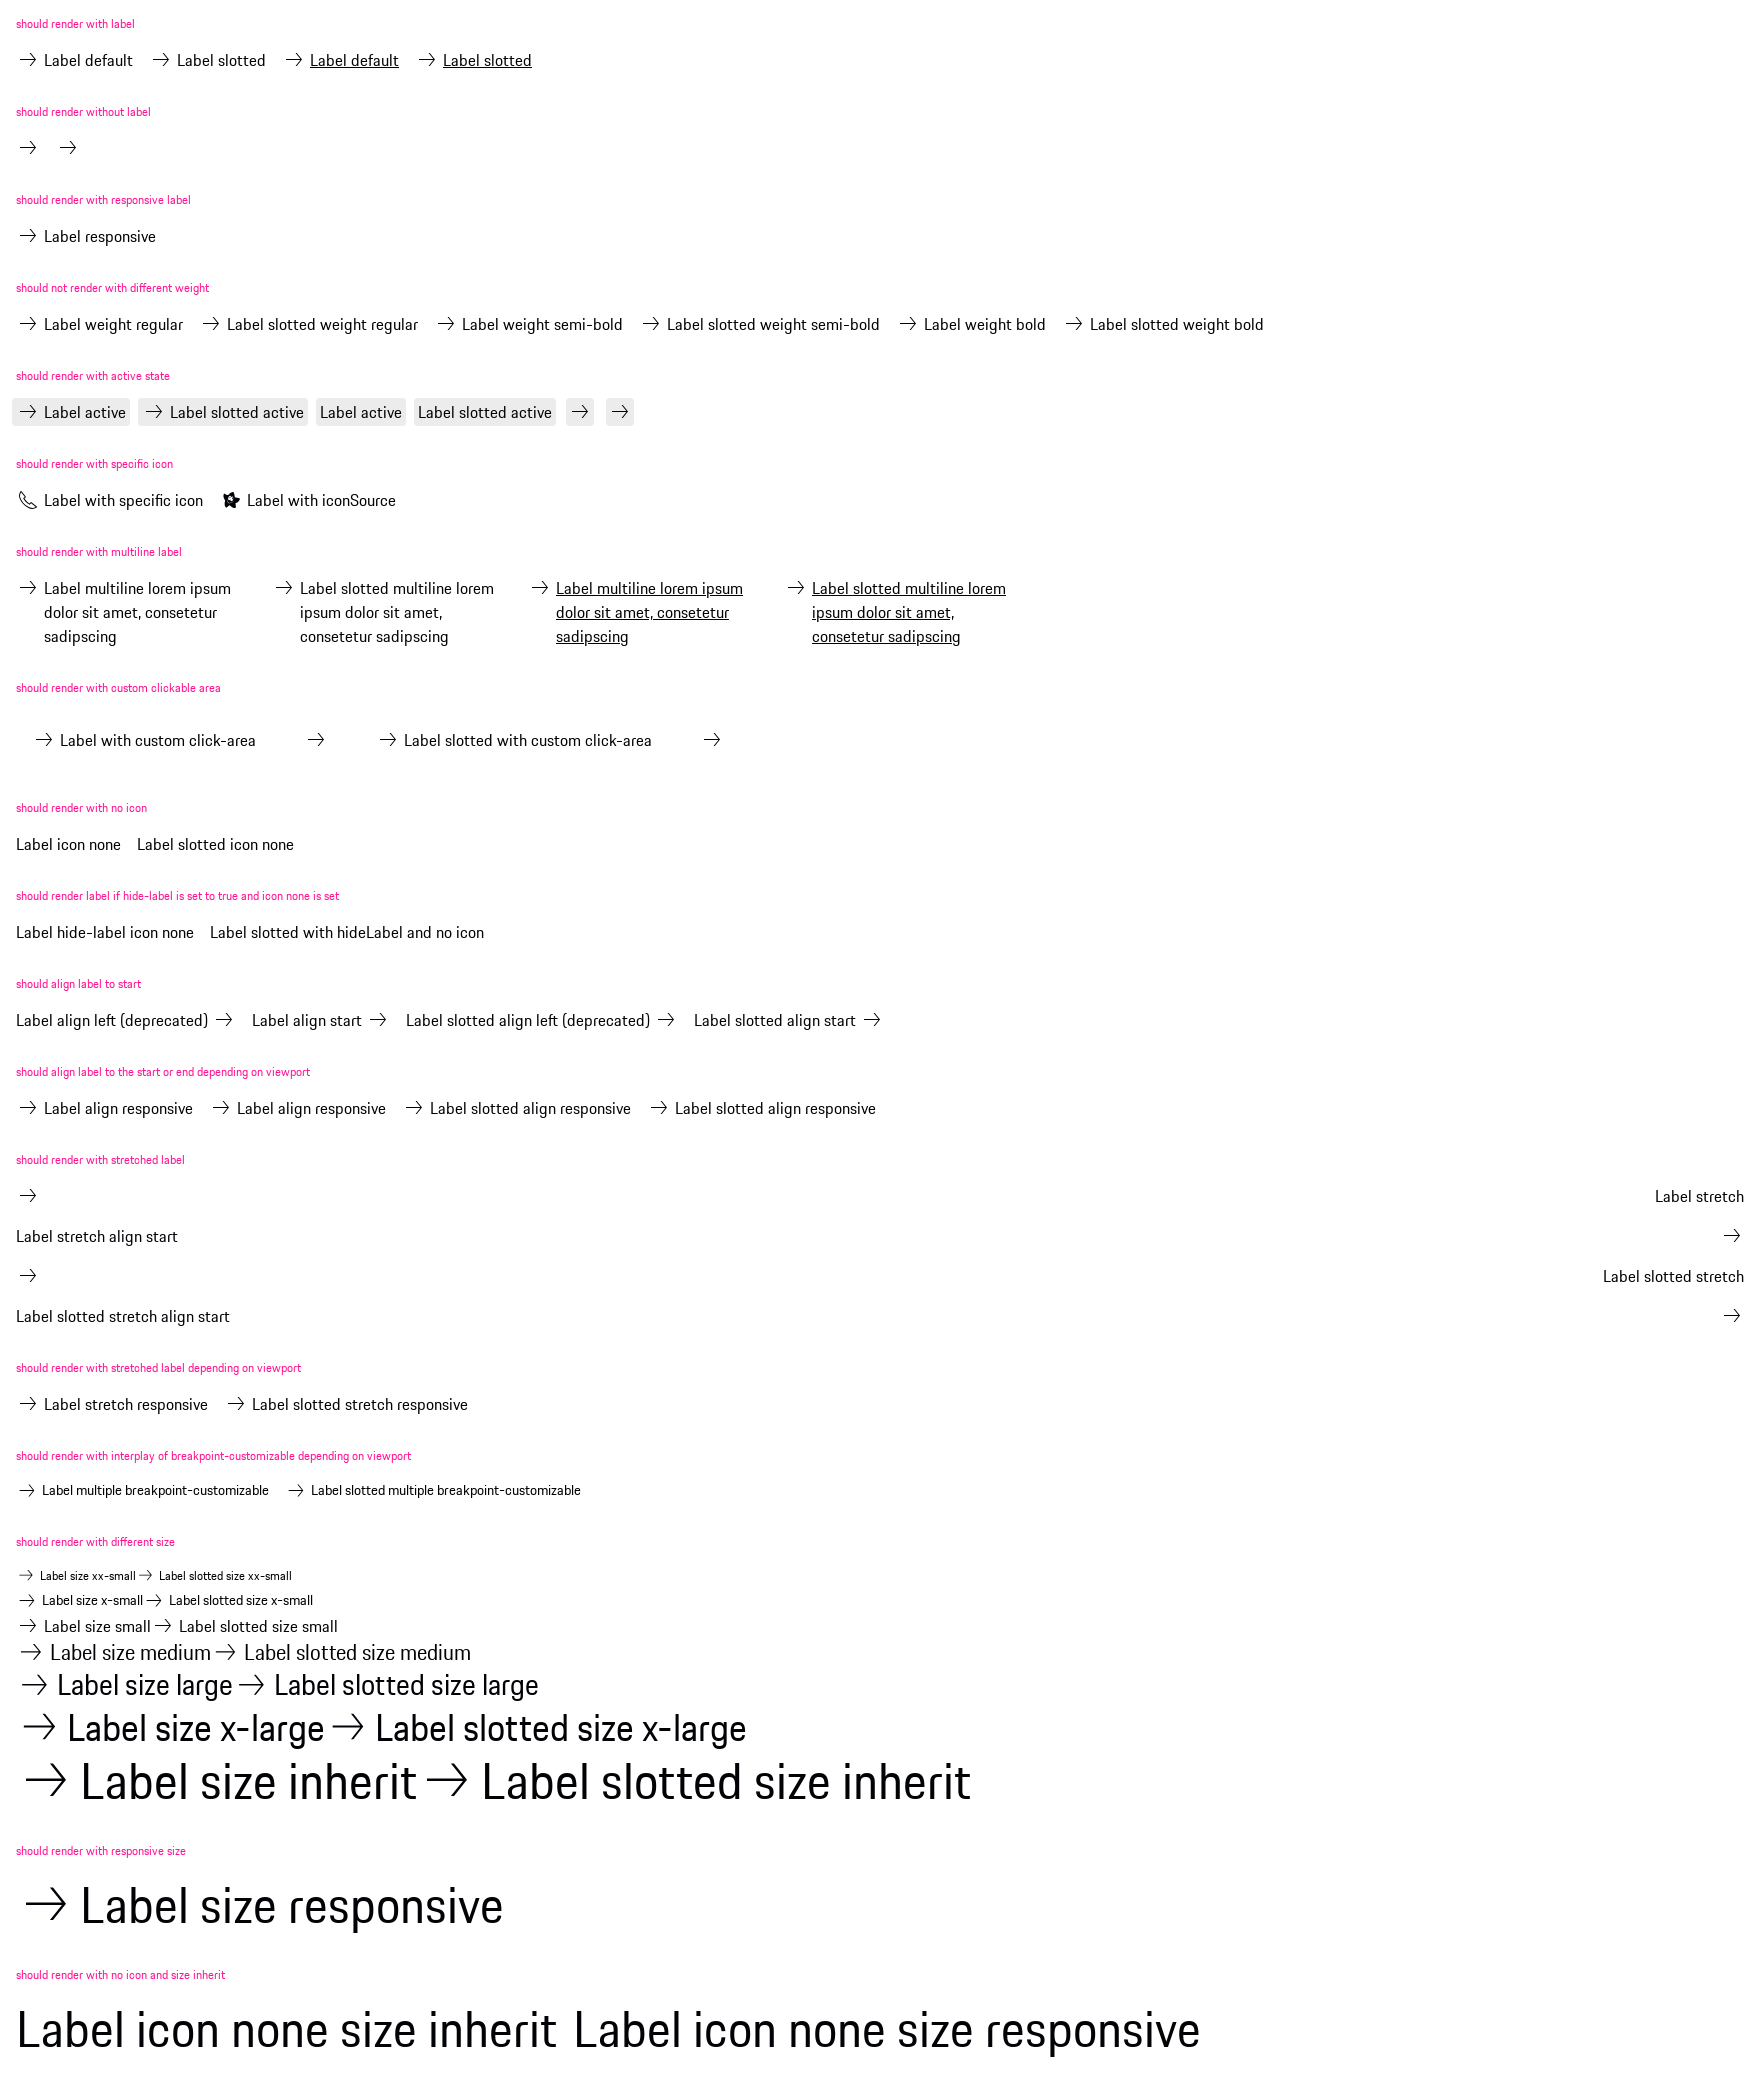 should render with label
Label default Label slotted Label default Label slotted
should render without label
should render with responsive label
Label responsive
should not render with different weight
Label weight regular Label slotted weight regular Label weight semi-bold Label slotted weight semi-bold Label weight bold Label slotted weight bold
should render with active state
Label active Label slotted active Label active Label slotted active
should render with specific icon
Label with specific icon Label with iconSource
should render with multiline label
Label multiline lorem ipsum Label slotted multiline lorem Label multiline lorem ipsum Label slotted multiline lorem
dolor sit amet, consetetur ipsum dolor sit amet, dolor sit amet, consetetur ipsum dolor sit amet,
sadipscing consetetur sadipscing sadipscing consetetur sadipscing
should render with custom clickable area
Label with custom click-area Label slotted with custom click-area
should render with no icon
Label icon none Label slotted icon none
should render label if hide-label is set to true and icon none is set
Label hide-label icon none Label slotted with hideLabel and no icon
should align label to start
Label align left (deprecated) Label align start Label slotted align left (deprecated) Label slotted align start
should align label to the start or end depending on viewport
Label align responsive Label align responsive Label slotted align responsive Label slotted align responsive
should render with stretched label
Label stretch
Label stretch align start
Label slotted stretch
Label slotted stretch align start
should render with stretched label depending on viewport
Label stretch responsive Label slotted stretch responsive
should render with interplay of breakpoint-customizable depending on viewport
Label multiple breakpoint-customizable Label slotted multiple breakpoint-customizable
should render with different size
Label size xx-small Label slotted size xx-small
Label size x-small Label slotted size x-small
Label size small Label slotted size small
Label size medium Label slotted size medium
Label size large Label slotted size large
Label size x-large Label slotted size x-large
Label size inherit Label slotted size inherit
should render with responsive size
Label size responsive
should render with no icon and size inherit
Label icon none size inherit Label icon none size responsive